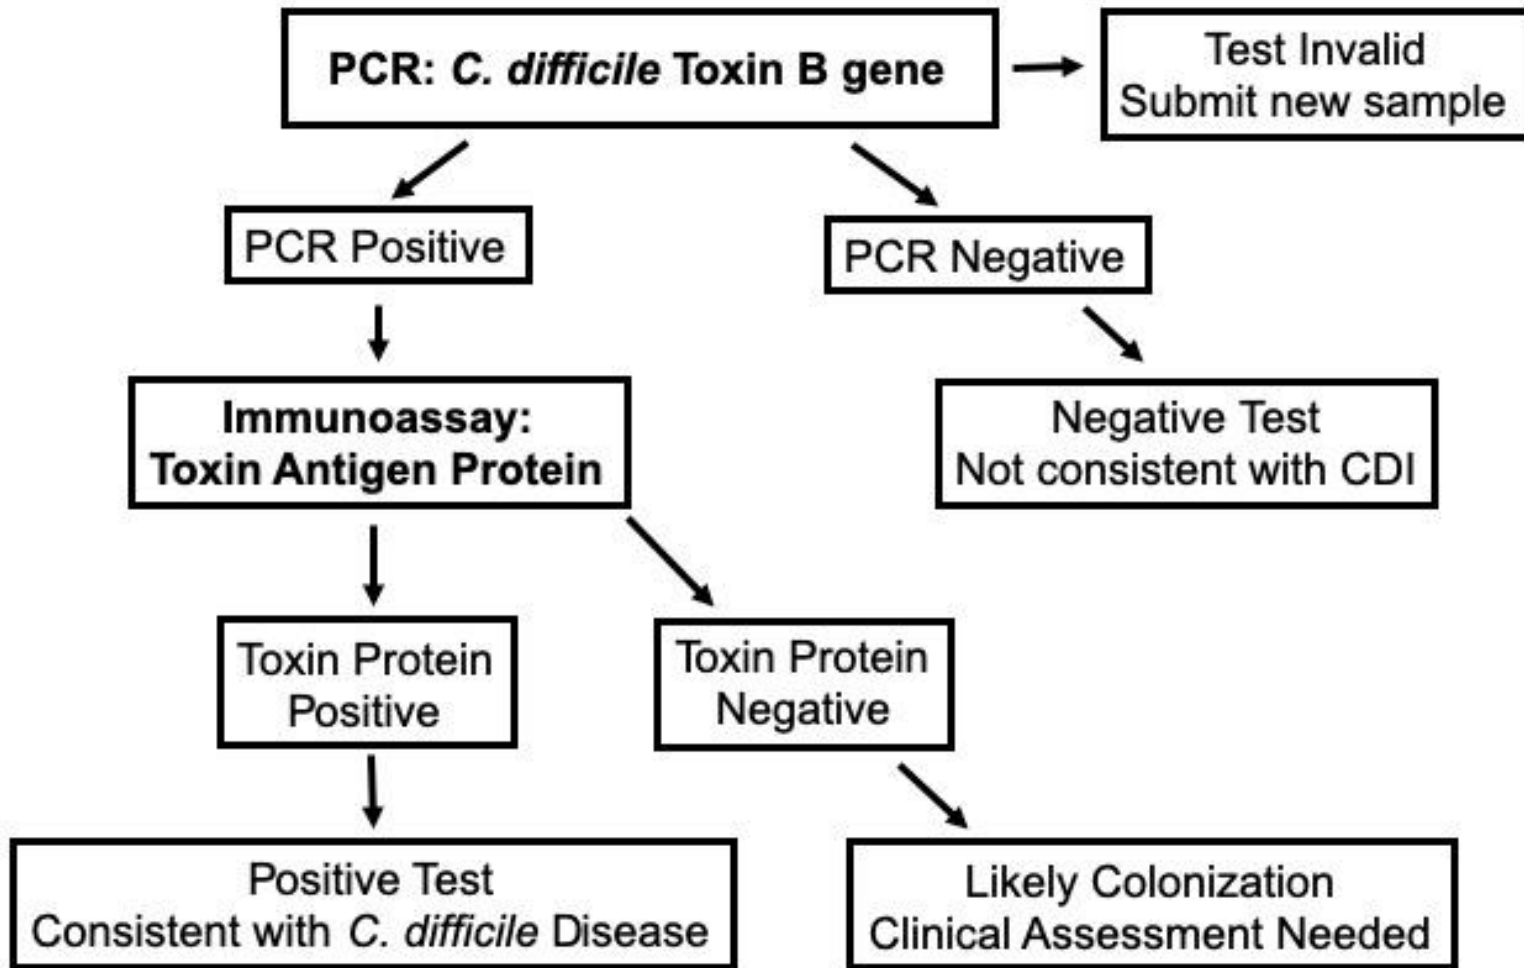 PCR: C. difficile Toxin B gene
Test Invalid
Submit new sample
PCR Positive
PCR Negative
Immunoassay:
Toxin Antigen Protein
Negative Test
Not consistent with CDI
Toxin Protein
Positive
Toxin Protein
Negative
Positive Test
Consistent with C. difficile Disease
Likely Colonization
Clinical Assessment Needed